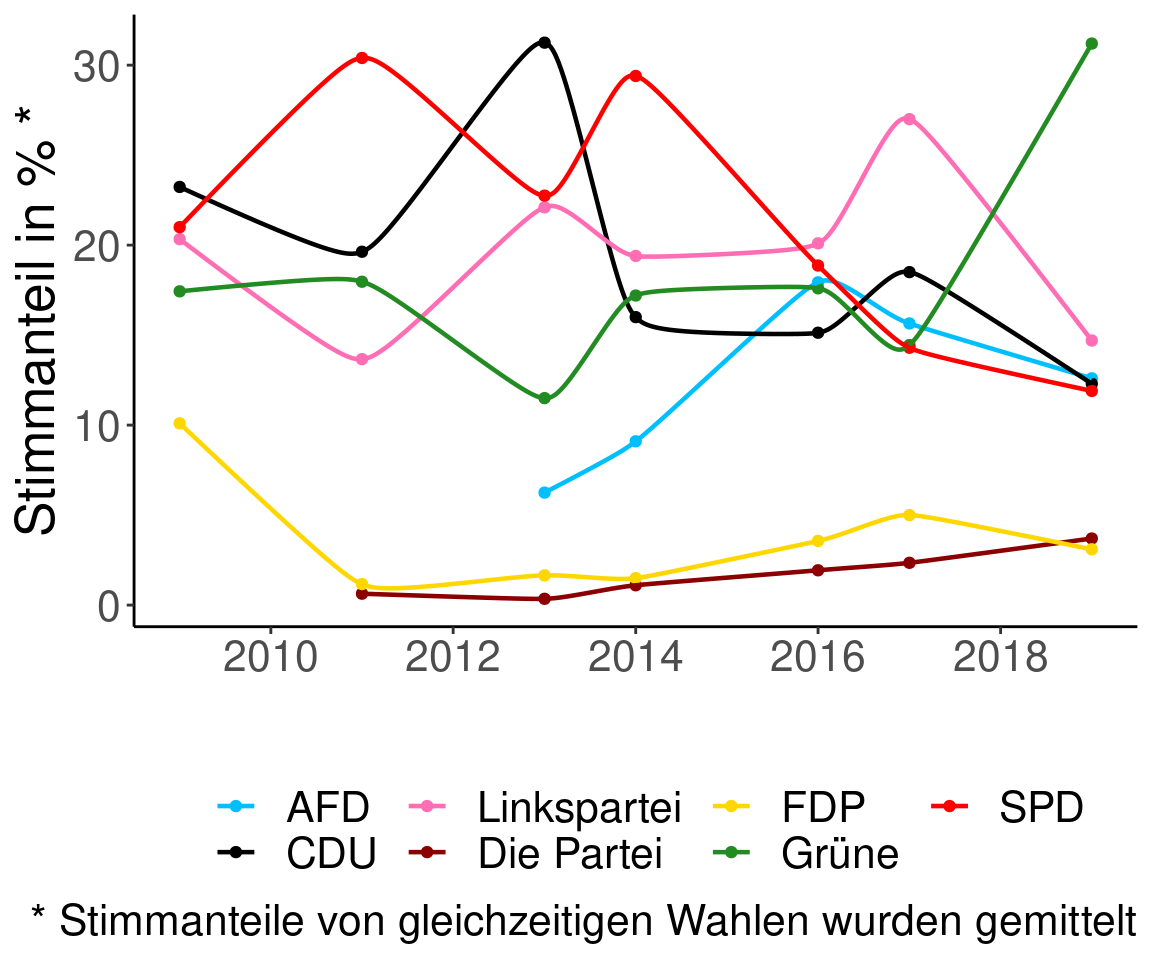 Stimmanteil in % *
30
20
10
0
2010 2012 2014 2016 2018
AFD Linkspartei FDP SPD
CDU Die Partei Grüne
* Stimmanteile von gleichzeitigen Wahlen wurden gemittelt